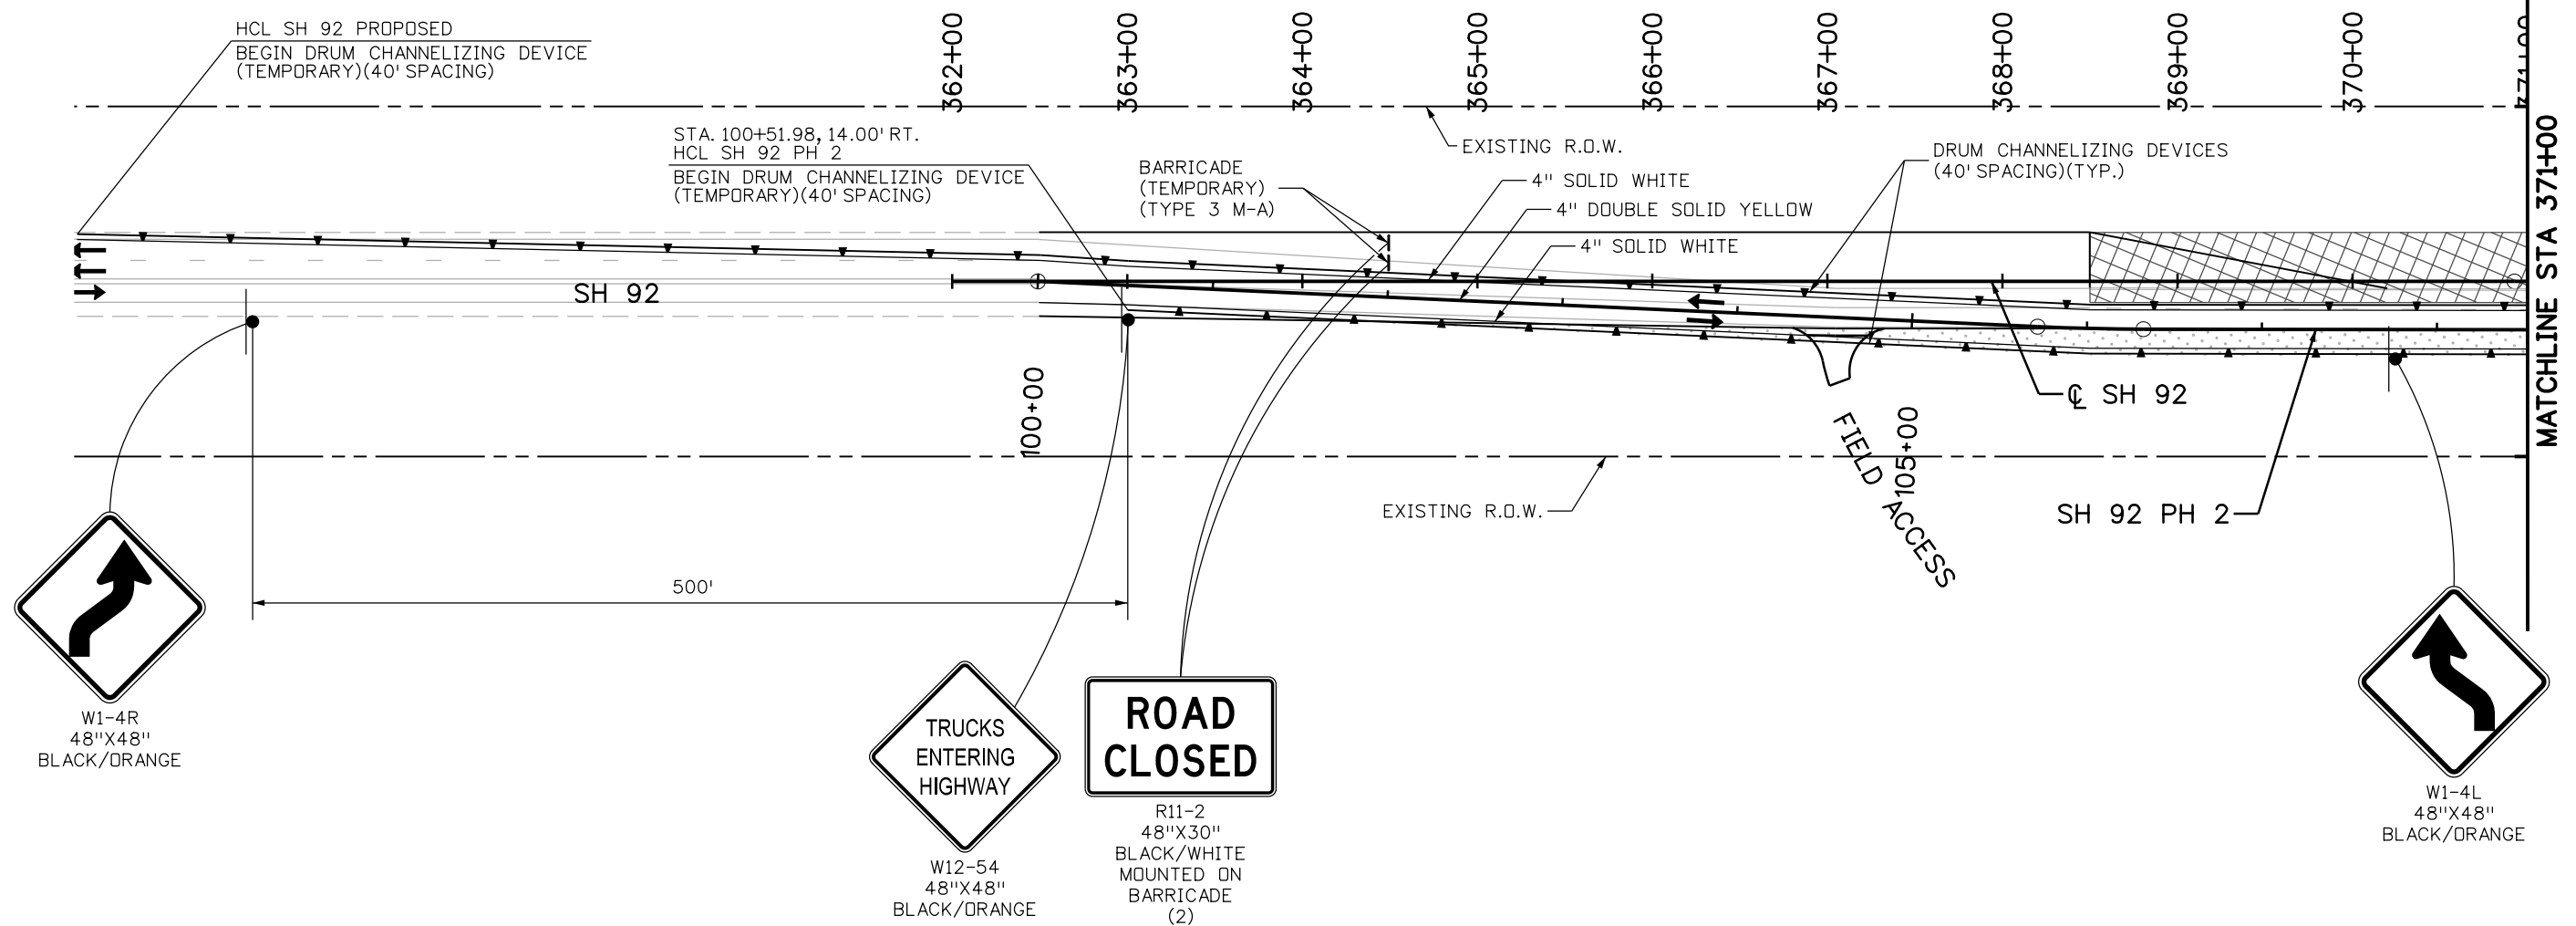 HCL SH 92 PROPOSED
BEGIN DRUM CHANNELIZING DEVICE
(TEMPORARY)(40' SPACING)
362+00
363+00
364+00
365+00
366+00
367+00
368+00
369+00
370+00
371+00
STA. 100+51.98, 14.00' RT.
HCL SH 92 PH 2
BEGIN DRUM CHANNELIZING DEVICE
(TEMPORARY)(40' SPACING)
BARRICADE
(TEMPORARY)
(TYPE 3 M-A)
EXISTING R.O.W.
4" SOLID WHITE
4" DOUBLE SOLID YELLOW
4" SOLID WHITE
DRUM CHANNELIZING DEVICES
(40' SPACING)(TYP.)
MATCHLINE STA 371+00
SH 92
100+00
105+00
FIELD ACCESS
℄ SH 92
EXISTING R.O.W.
SH 92 PH 2
500'
W1-4R
48"X48"
BLACK/ORANGE
TRUCKS
ENTERING
HIGHWAY
W12-54
48"X48"
BLACK/ORANGE
ROAD
CLOSED
R11-2
48"X30"
BLACK/WHITE
MOUNTED ON
BARRICADE
(2)
W1-4L
48"X48"
BLACK/ORANGE